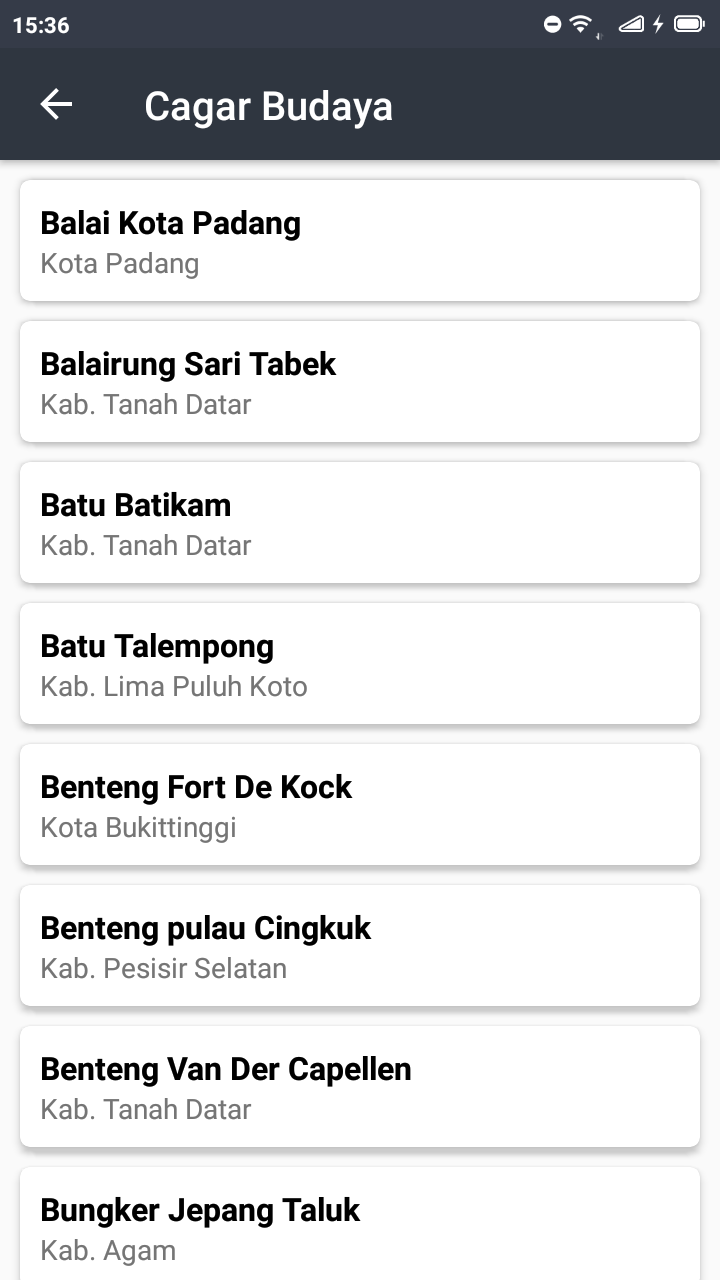 15:36
Cagar Budaya
Balai Kota Padang
Kota Padang
Balairung Sari Tabek
Kab. Tanah Datar
Batu Batikam
Kab. Tanah Datar
Batu Talempong
Kab. Lima Puluh Koto
Benteng Fort De Kock
Kota Bukittinggi
Benteng pulau Cingkuk
Kab. Pesisir Selatan
Benteng Van Der Capellen
Kab. Tanah Datar
Bungker Jepang Taluk
Kab. Agam